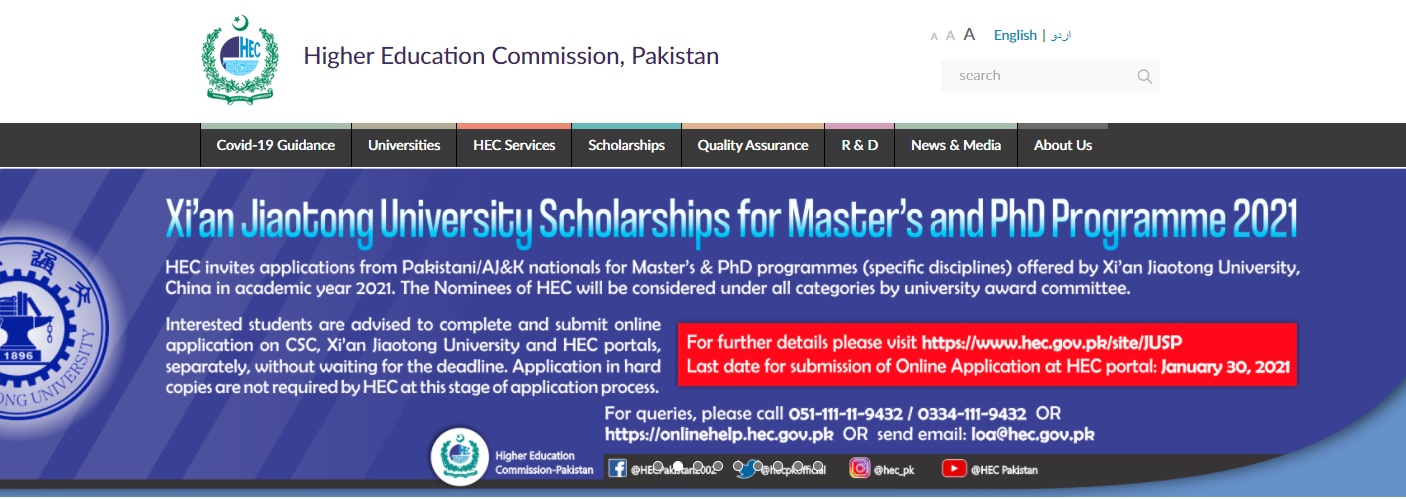 HEC
Higher Education Commission, Pakistan
A A A English | اردو
search
Covid-19 Guidance Universities HEC Services Scholarships Quality Assurance R & D News & Media About Us
Xi'an Jiaotong University Scholarships for Master's and PhD Programme 2021
HEC invites applications from Pakistani/AJ&K nationals for Master's & PhD programmes (specific disciplines) offered by Xi'an Jiaotong University,
China in academic year 2021. The Nominees of HEC will be considered under all categories by university award committee.
Interested students are advised to complete and submit online
application on CSC, Xi'an Jiaotong University and HEC portals,
separately, without waiting for the deadline. Application in hard
copies are not required by HEC at this stage of application process.
For further details please visit https://www.hec.gov.pk/site/JUSP
Last date for submission of Online Application at HEC portal: January 30, 2021
1896
ONG UNIVERSITY
For queries, please call 051-111-11-9432 / 0334-111-9432 OR
https://onlinehelp.hec.gov.pk OR send email: loa@hec.gov.pk
Higher Education
Commission-Pakistan
@HECPakistan2002 @hecpkofficial @hec_pk @HEC Pakistan